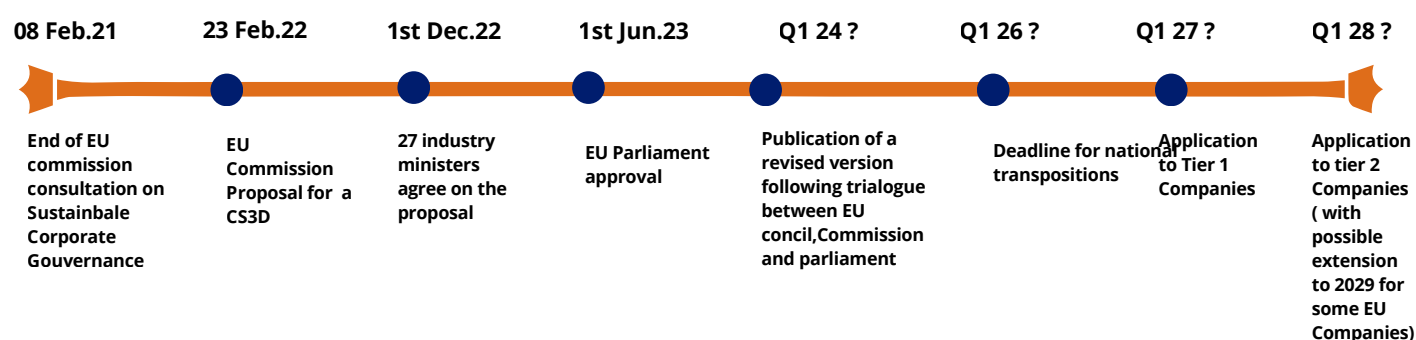 08 Feb.21
23 Feb.22
1st Dec.22
1st Jun.23
Q1 24 ?
Q1 26 ?
Q1 27 ?
Q1 28 ?
End of EU
commission
consultation on
Sustainbale
Corporate
Gouvernance
EU
Commission
Proposal for a
CS3D
27 industry
ministers
agree on the
proposal
EU Parliament
approval
Publication of a
revised version
following trialogue
between EU
concil,Commission
and parliament
Deadline for national
transpositions
Application
to Tier 1
Companies
Application
to tier 2
Companies
( with
possible
extension
to 2029 for
some EU
Companies)